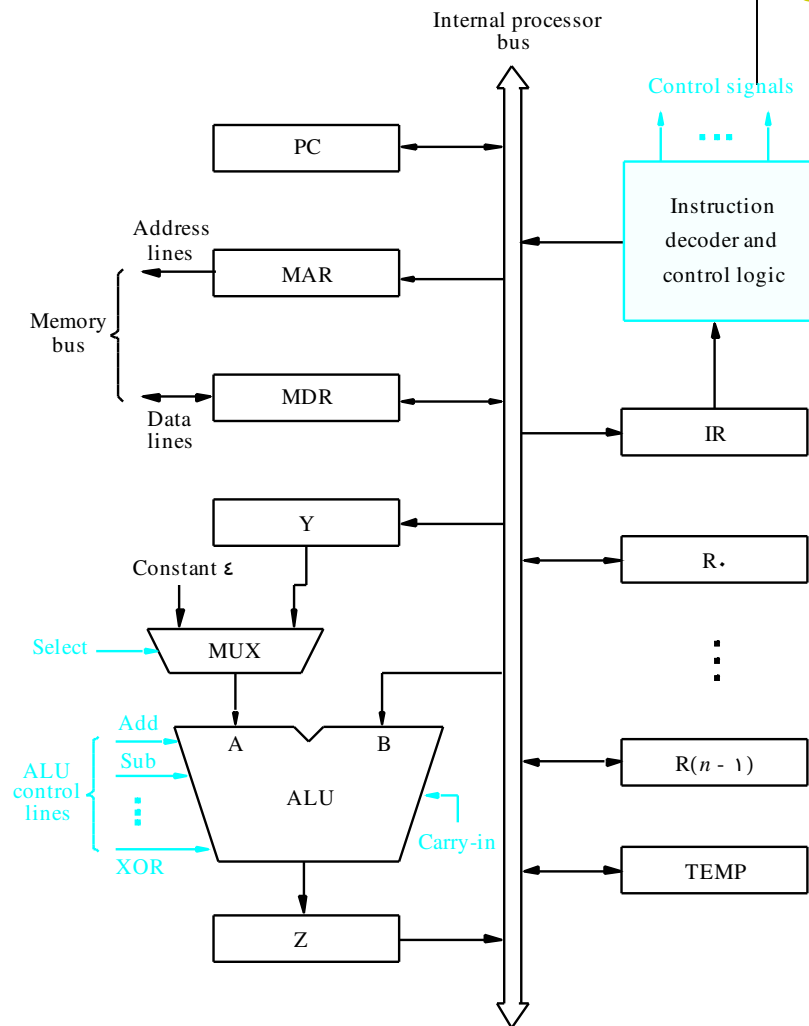 Internal processor
bus
Control signals
PC
Instruction
decoder and
control logic
Address
lines
MAR
Memory
bus
MDR
Data
lines
IR
Y
Constant ٤
R٠
Select
MUX
Add
A
B
Sub
R(n - ١)
ALU
control
lines
ALU
Carry-in
XOR
TEMP
Z